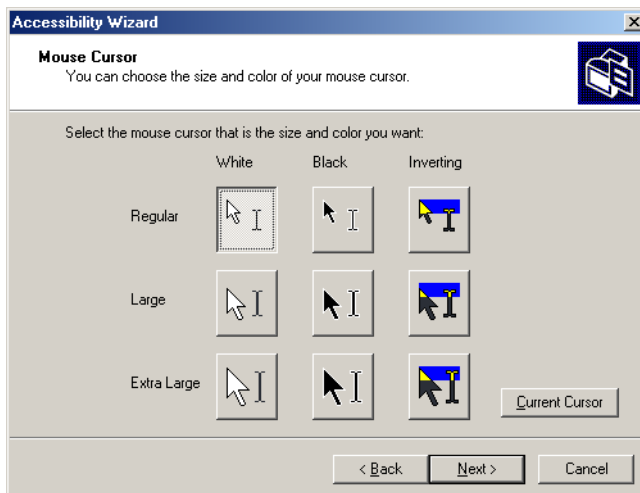 Accessibility Wizard
Mouse Cursor
You can choose the size and color of your mouse cursor.
Select the mouse cursor that is the size and color you want:
White Black Inverting
Regular
Large
Extra Large
Current Cursor
< Back Next > Cancel